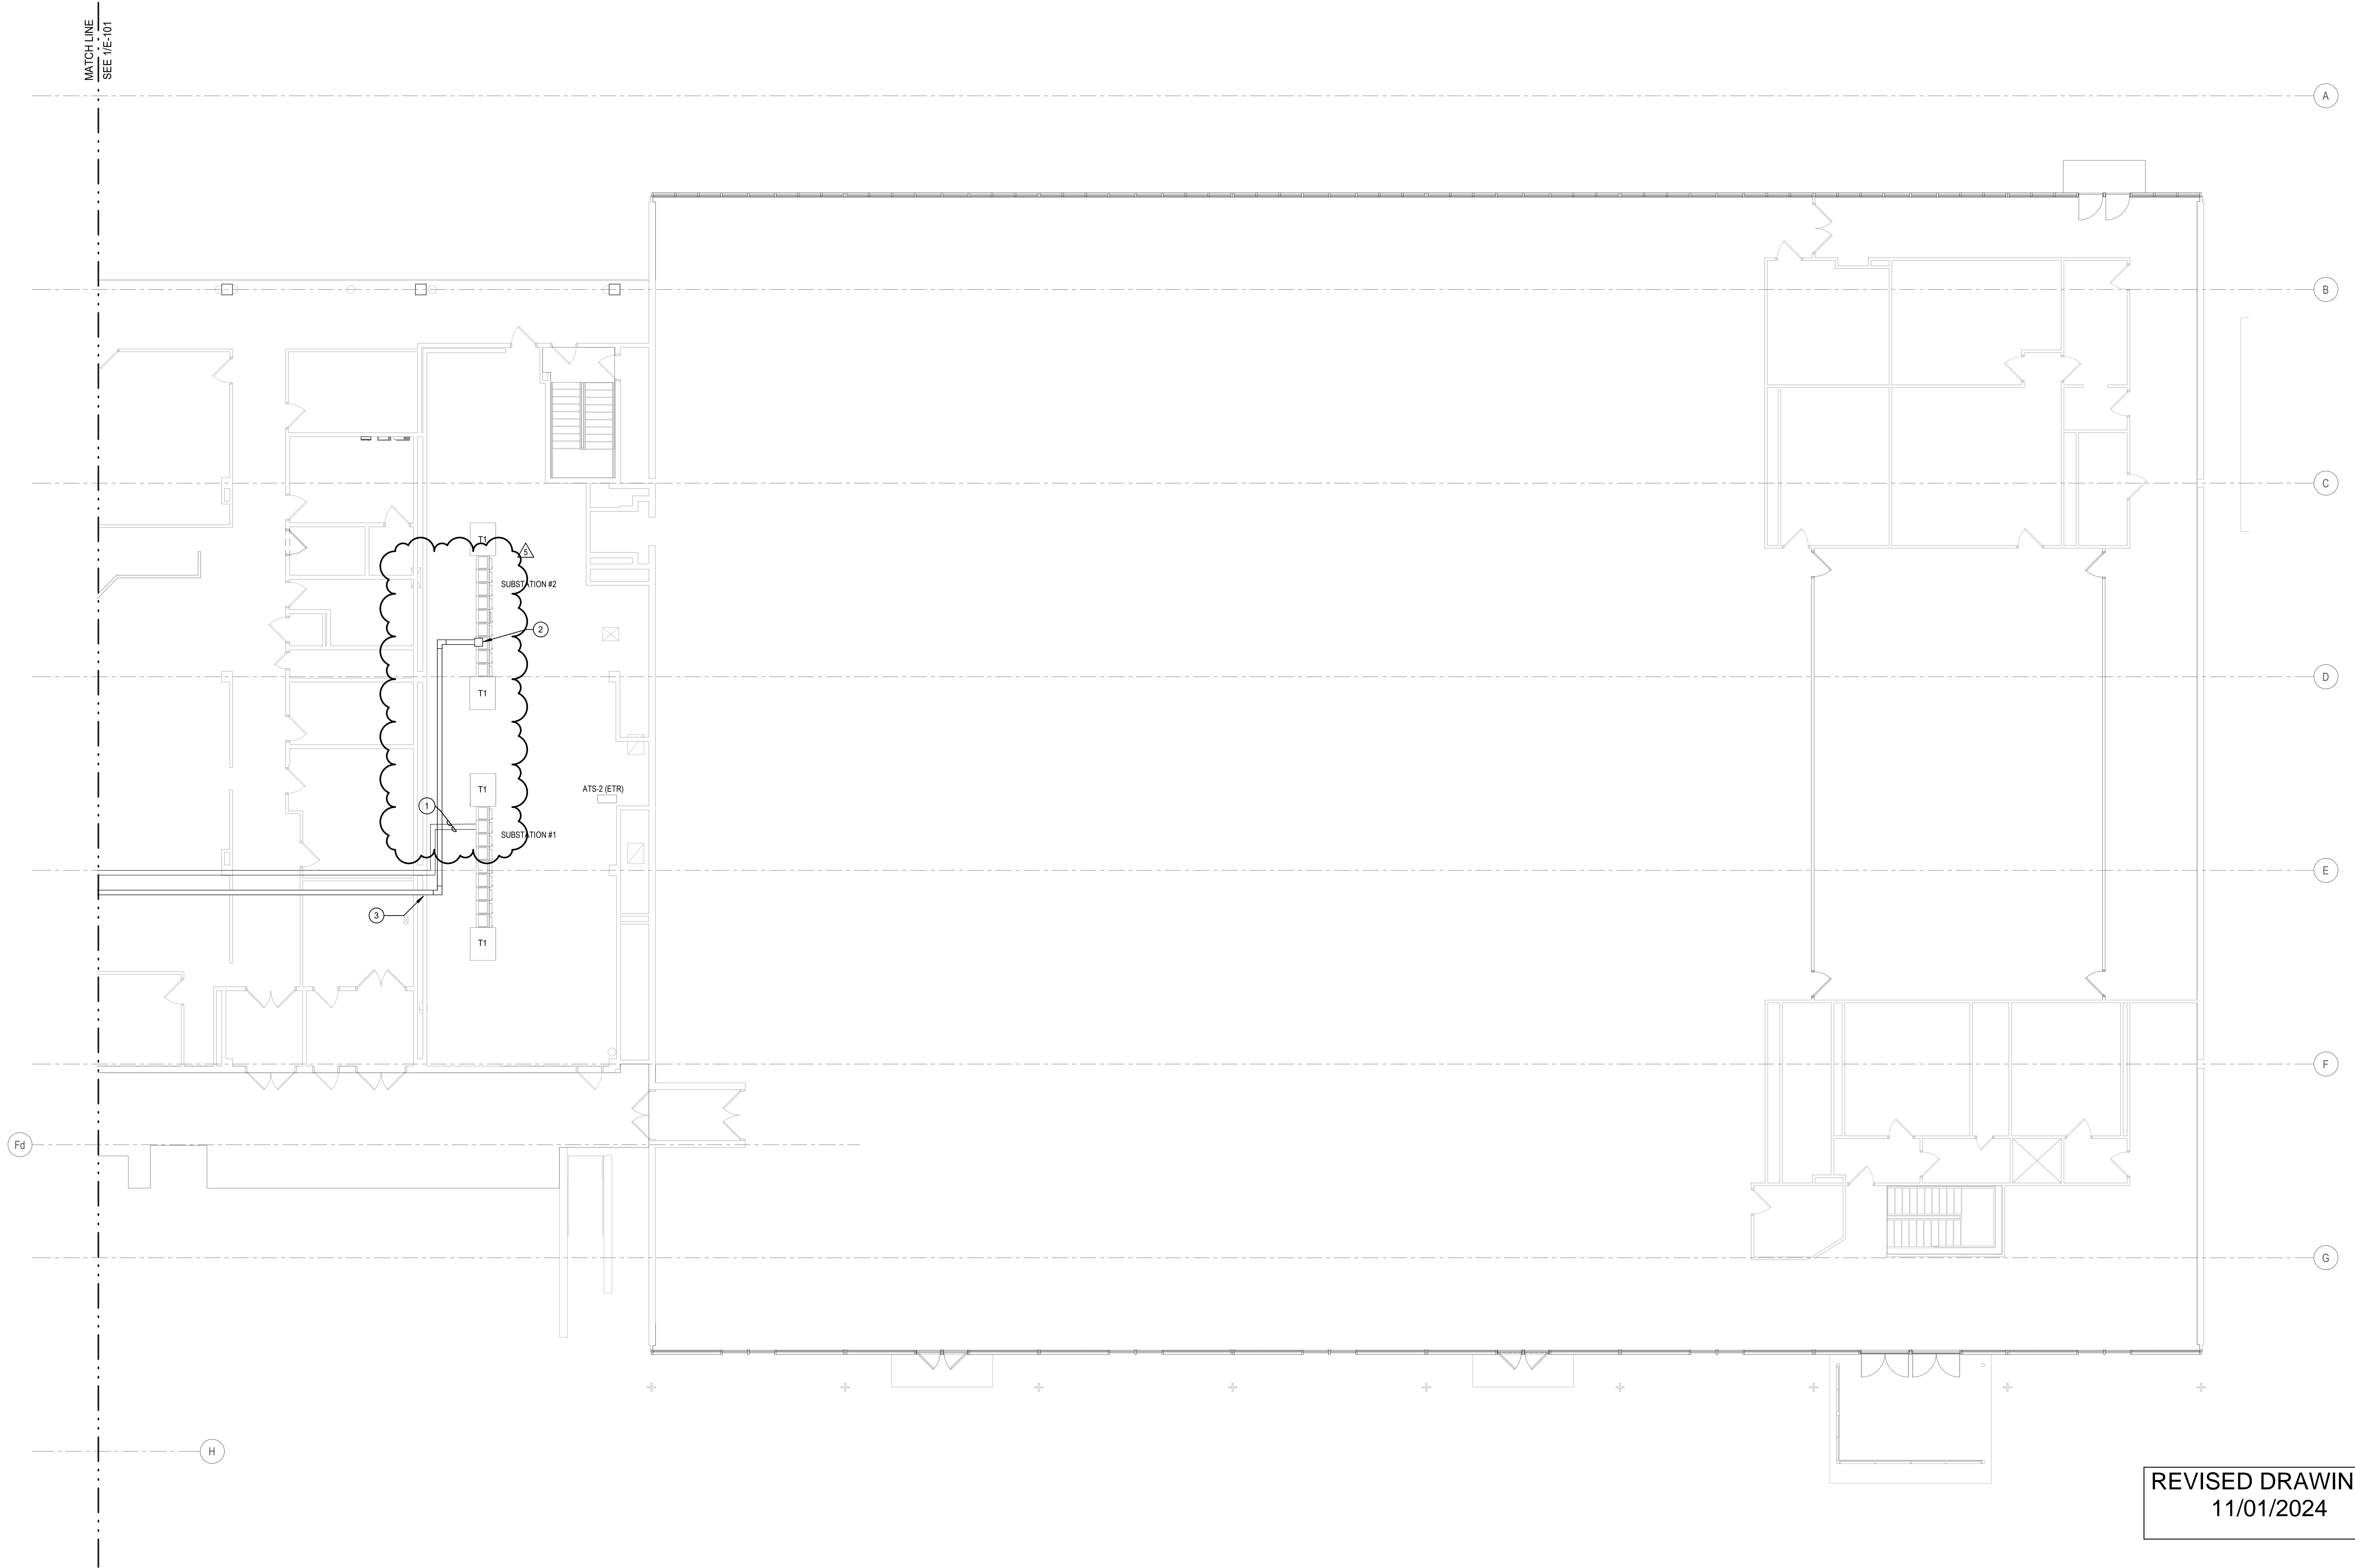 MATCH LINE
SEE 1/E-101
A
B
C
T1
5
SUBSTATION #2
2
D
T1
T1
ATS-2 (ETR)
1
SUBSTATION #1
E
3
T1
F
Fd
G
H
REVISED DRAWIN
11/01/2024